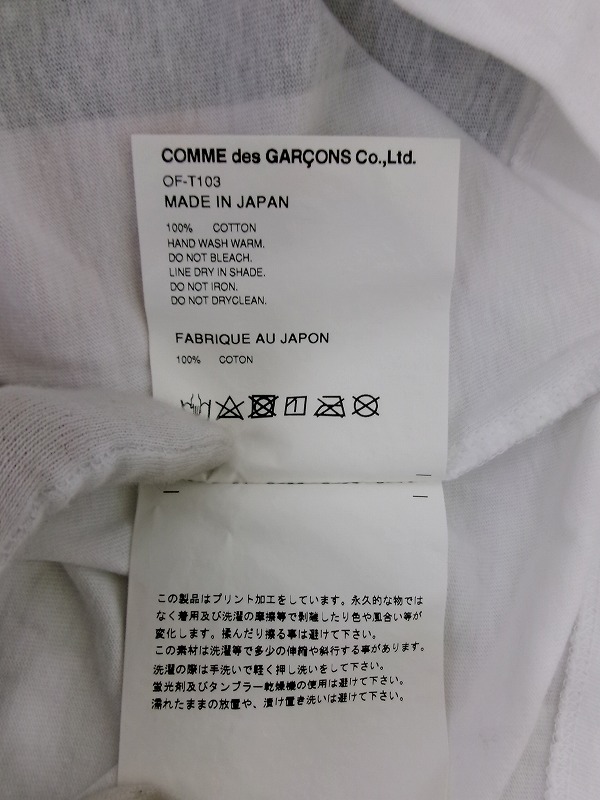 COMME des GARÇONS Co.,Ltd.
OF-T103
MADE IN JAPAN
100% COTTON
HAND WASH WARM.
DO NOT BLEACH.
LINE DRY IN SHADE.
DO NOT IRON.
DO NOT DRYCLEAN.
FABRIQUE AU JAPON
100% COTON
この製品はプリント加工をしています。永久的な物では
なく着用及び洗濯の摩擦等で剥離したり色や風合い等が
変化します。揉んだり擦る事は避けて下さい。
この素材は洗濯等で多少の伸縮や斜行する事があります。
洗濯の際は手洗いで軽く押し洗いをして下さい。
蛍光剤及びタンブラー乾燥機の使用は避けて下さい。
濡れたままの放置や、漬け置き洗いは避けて下さい。